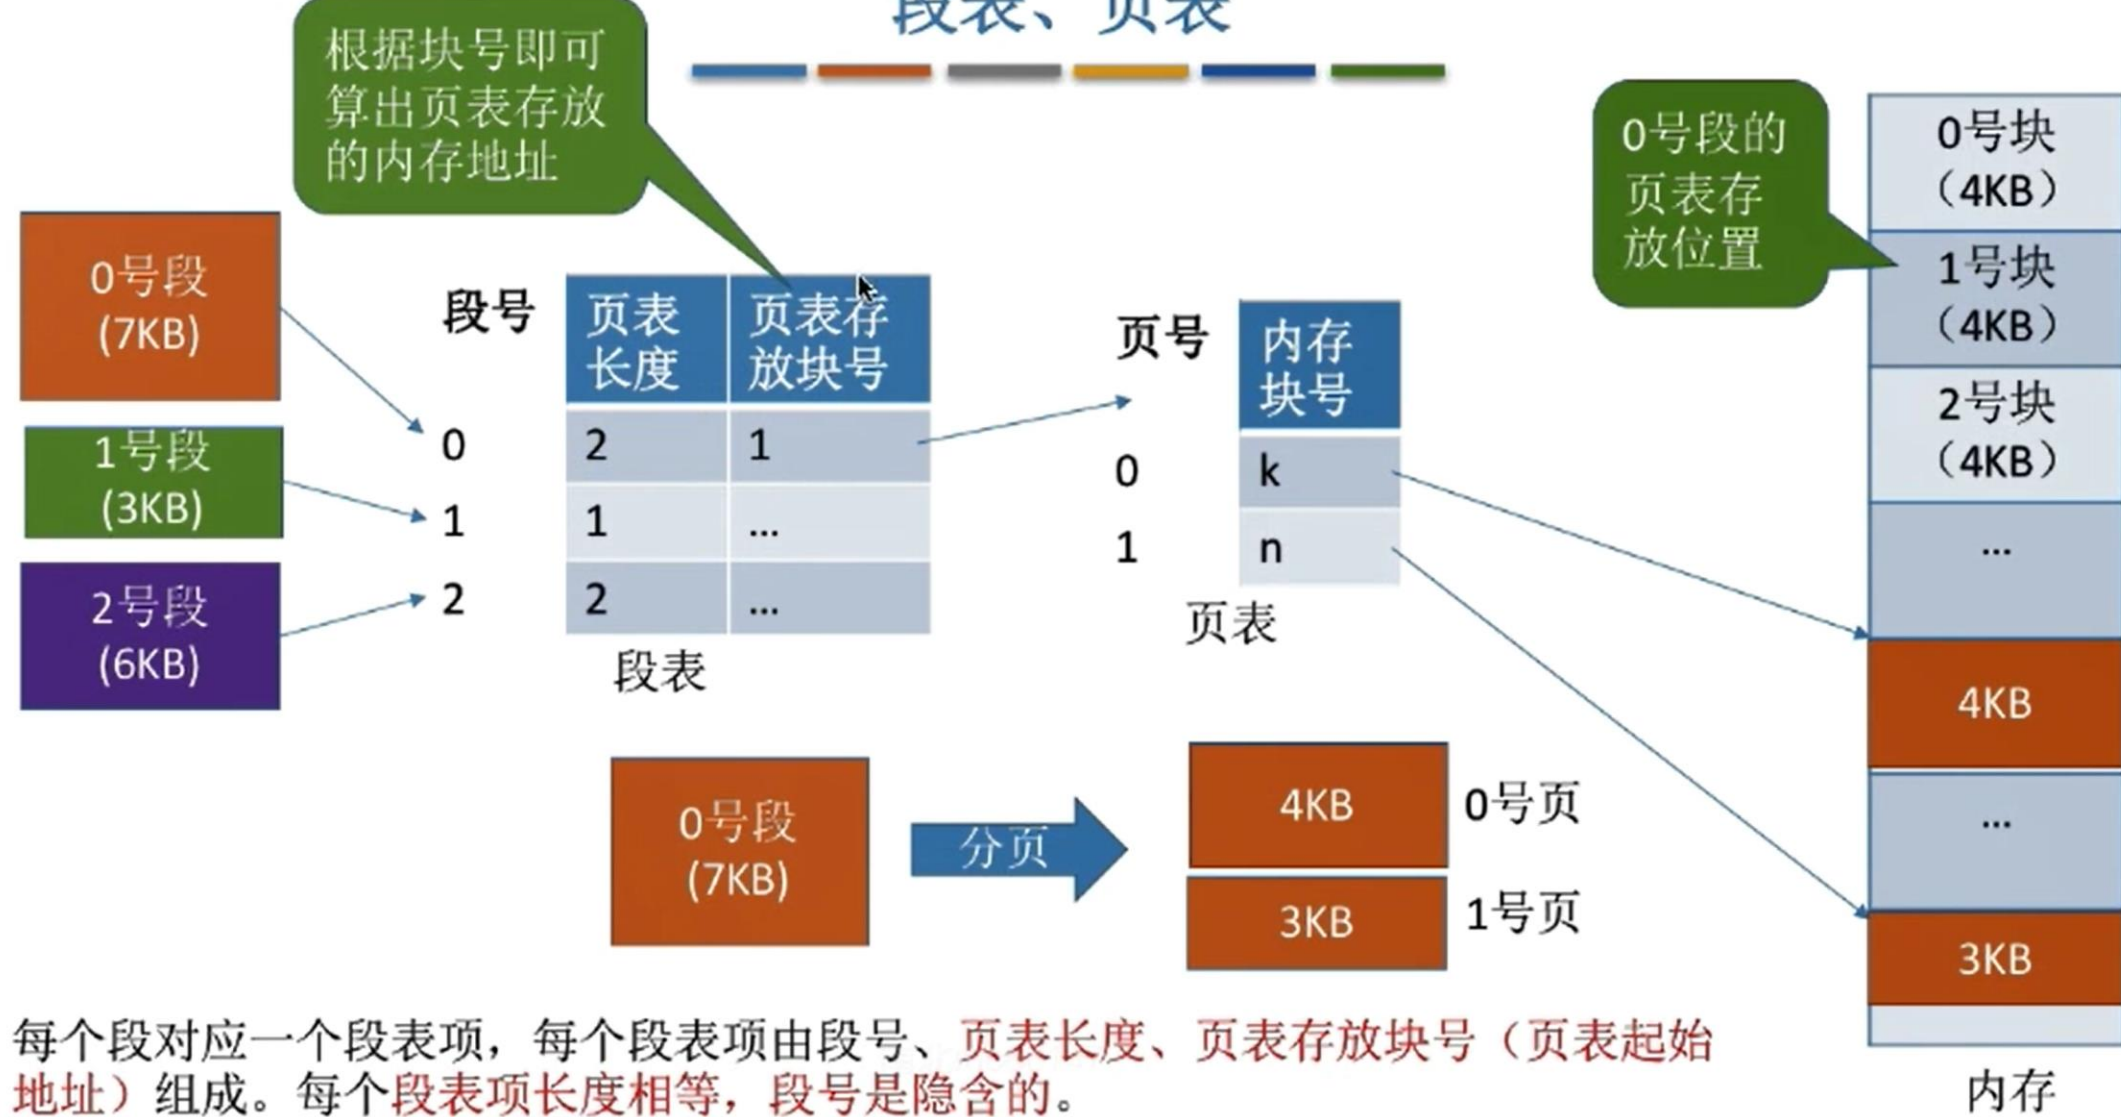 段表、页表
根据块号即可
算出页表存放
的内存地址
0号段的
页表存
放位置
0号块
（4KB）
1号块
（4KB）
2号块
（4KB）
...
4KB
...
3KB
内存
0号段
(7KB)
1号段
(3KB)
2号段
(6KB)
段号
页表
长度
页表存
放块号
0
2
1
1
1
...
2
2
...
段表
页号
内存
块号
0
k
1
n
页表
0号段
(7KB)
分页
4KB
0号页
3KB
1号页
每个段对应一个段表项，每个段表项由段号、页表长度、页表存放块号（页表起始
地址）组成。每个段表项长度相等，段号是隐含的。